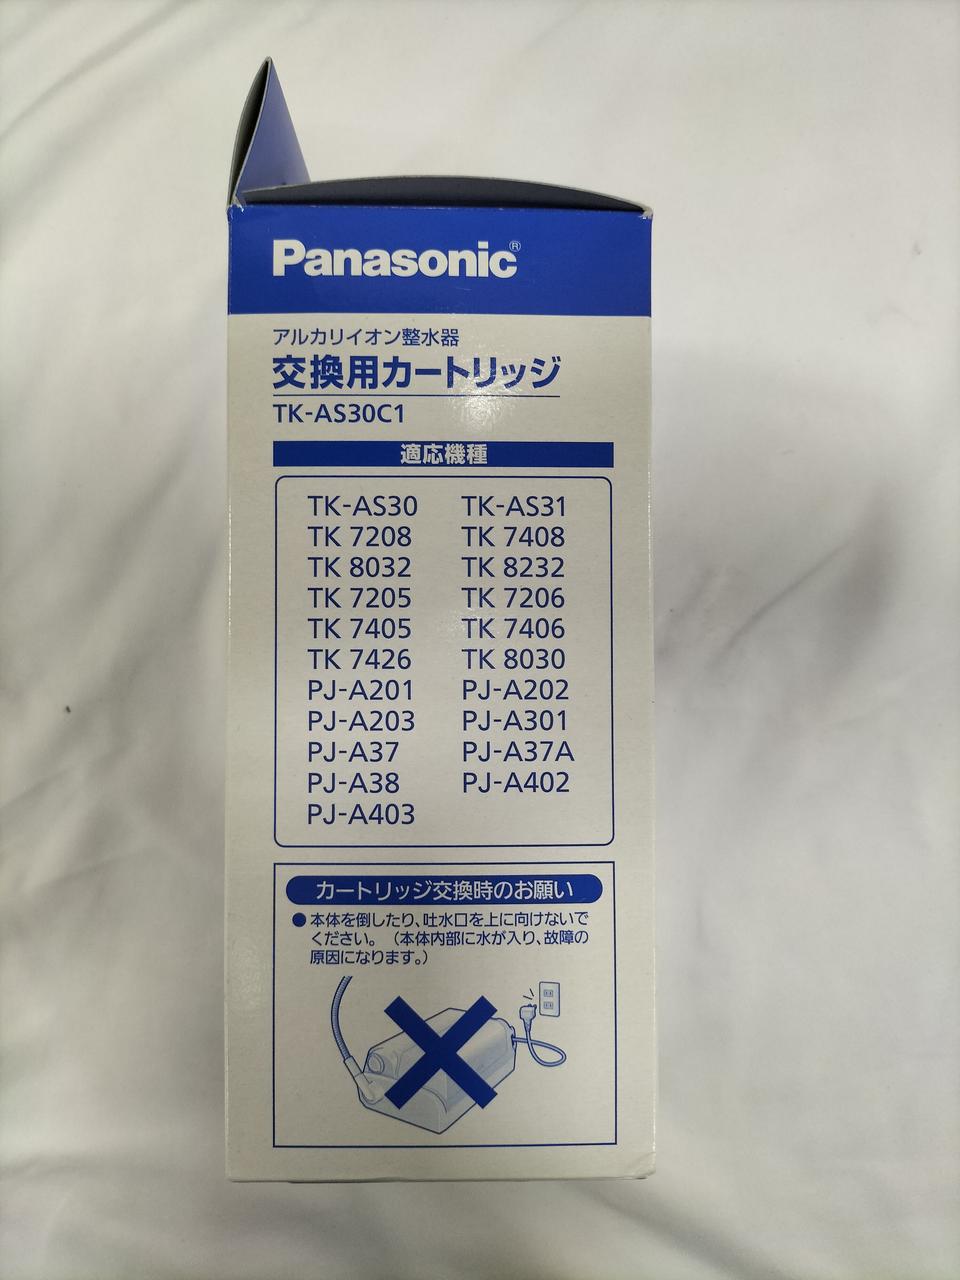 Panasonic®
アルカリイオン整水器
交換用カートリッジ
TK-AS30C1
適応機種
TK-AS30 TK-AS31
TK 7208 TK 7408
TK 8032 TK 8232
TK 7205 TK 7206
TK 7405 TK 7406
TK 7426 TK 8030
PJ-A201 PJ-A202
PJ-A203 PJ-A301
PJ-A37 PJ-A37A
PJ-A38 PJ-A402
PJ-A403
カートリッジ交換時のお願い
●本体を倒したり、吐水口を上に向けないで
ください。（本体内部に水が入り、故障の
原因になります。）